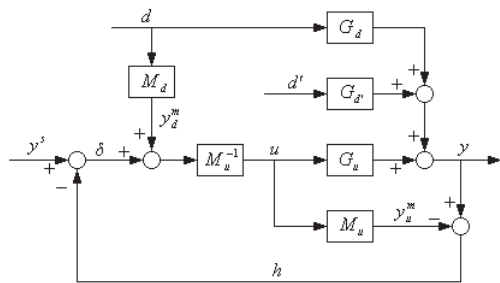 d
G_d
+
M_d
d'
G_d'
+
y_d^m
+
+
y^s
+
−
δ
+
M_u^{-1}
u
G_u
+
y
+
M_u
y_u^m
−
h